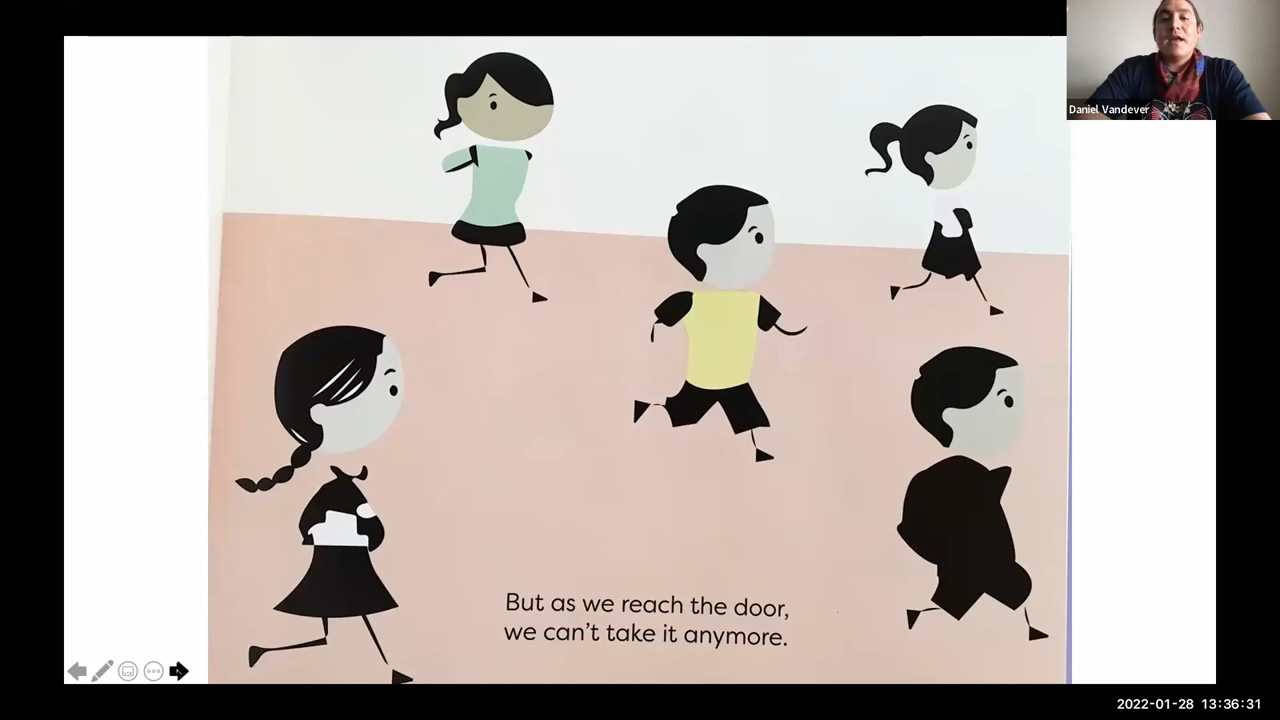 Daniel Vandever
But as we reach the door,
we can't take it anymore.
2022-01-28 13:36:31